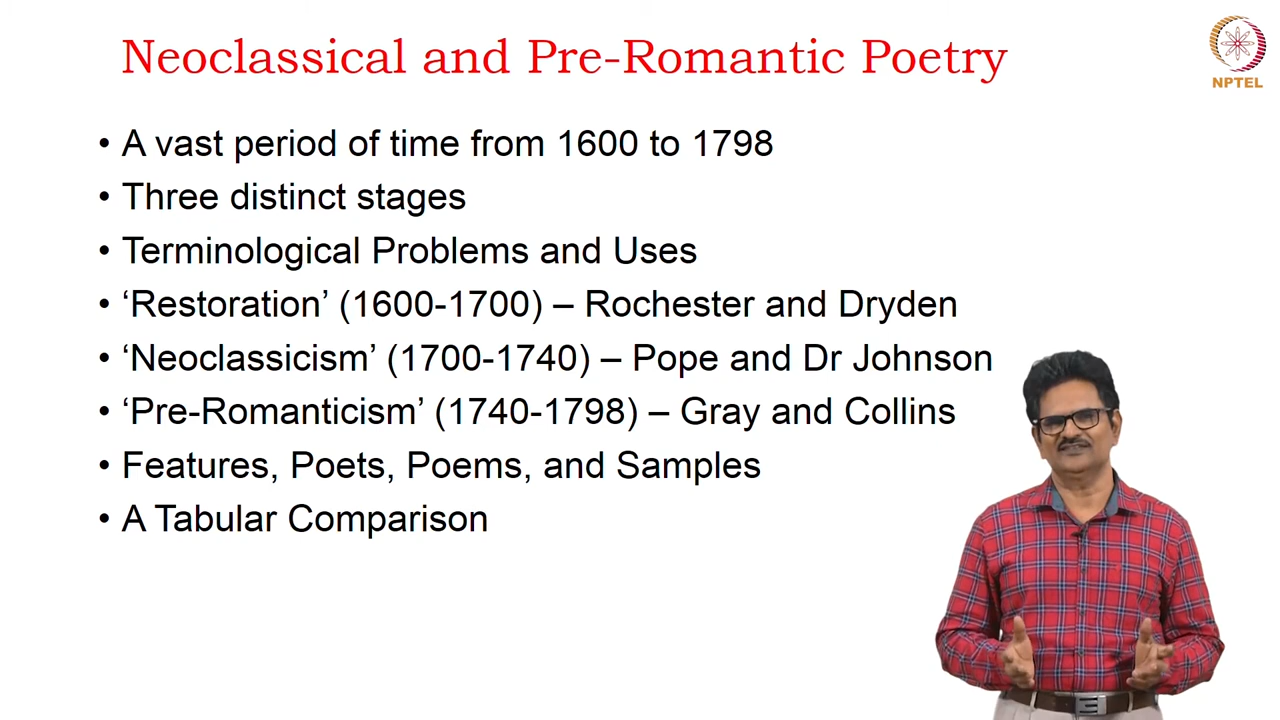 Neoclassical and Pre-Romantic Poetry
NPTEL
• A vast period of time from 1600 to 1798
• Three distinct stages
• Terminological Problems and Uses
• ‘Restoration’ (1600-1700) – Rochester and Dryden
• ‘Neoclassicism’ (1700-1740) – Pope and Dr Johnson
• ‘Pre-Romanticism’ (1740-1798) – Gray and Collins
• Features, Poets, Poems, and Samples
• A Tabular Comparison